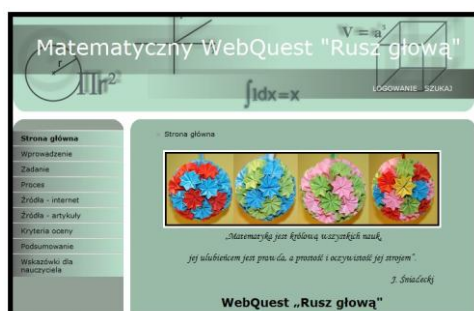 Matematyczny WebQuest "Rusz głową"
V = a³
r
πr²
∫1dx=x
LOGOWANIE SZUKAJ
Strona główna
Wprowadzenie
Zadanie
Proces
Źródła - internet
Źródła - artykuły
Kryteria oceny
Podsumowanie
Wskazówki dla
nauczyciela
Strona główna
„Matematyka jest królową wszystkich nauk,
jej ulubieńcem jest prawda, a prostość i oczywistość jej strojem”.
J. Śniadecki
WebQuest „Rusz głową"